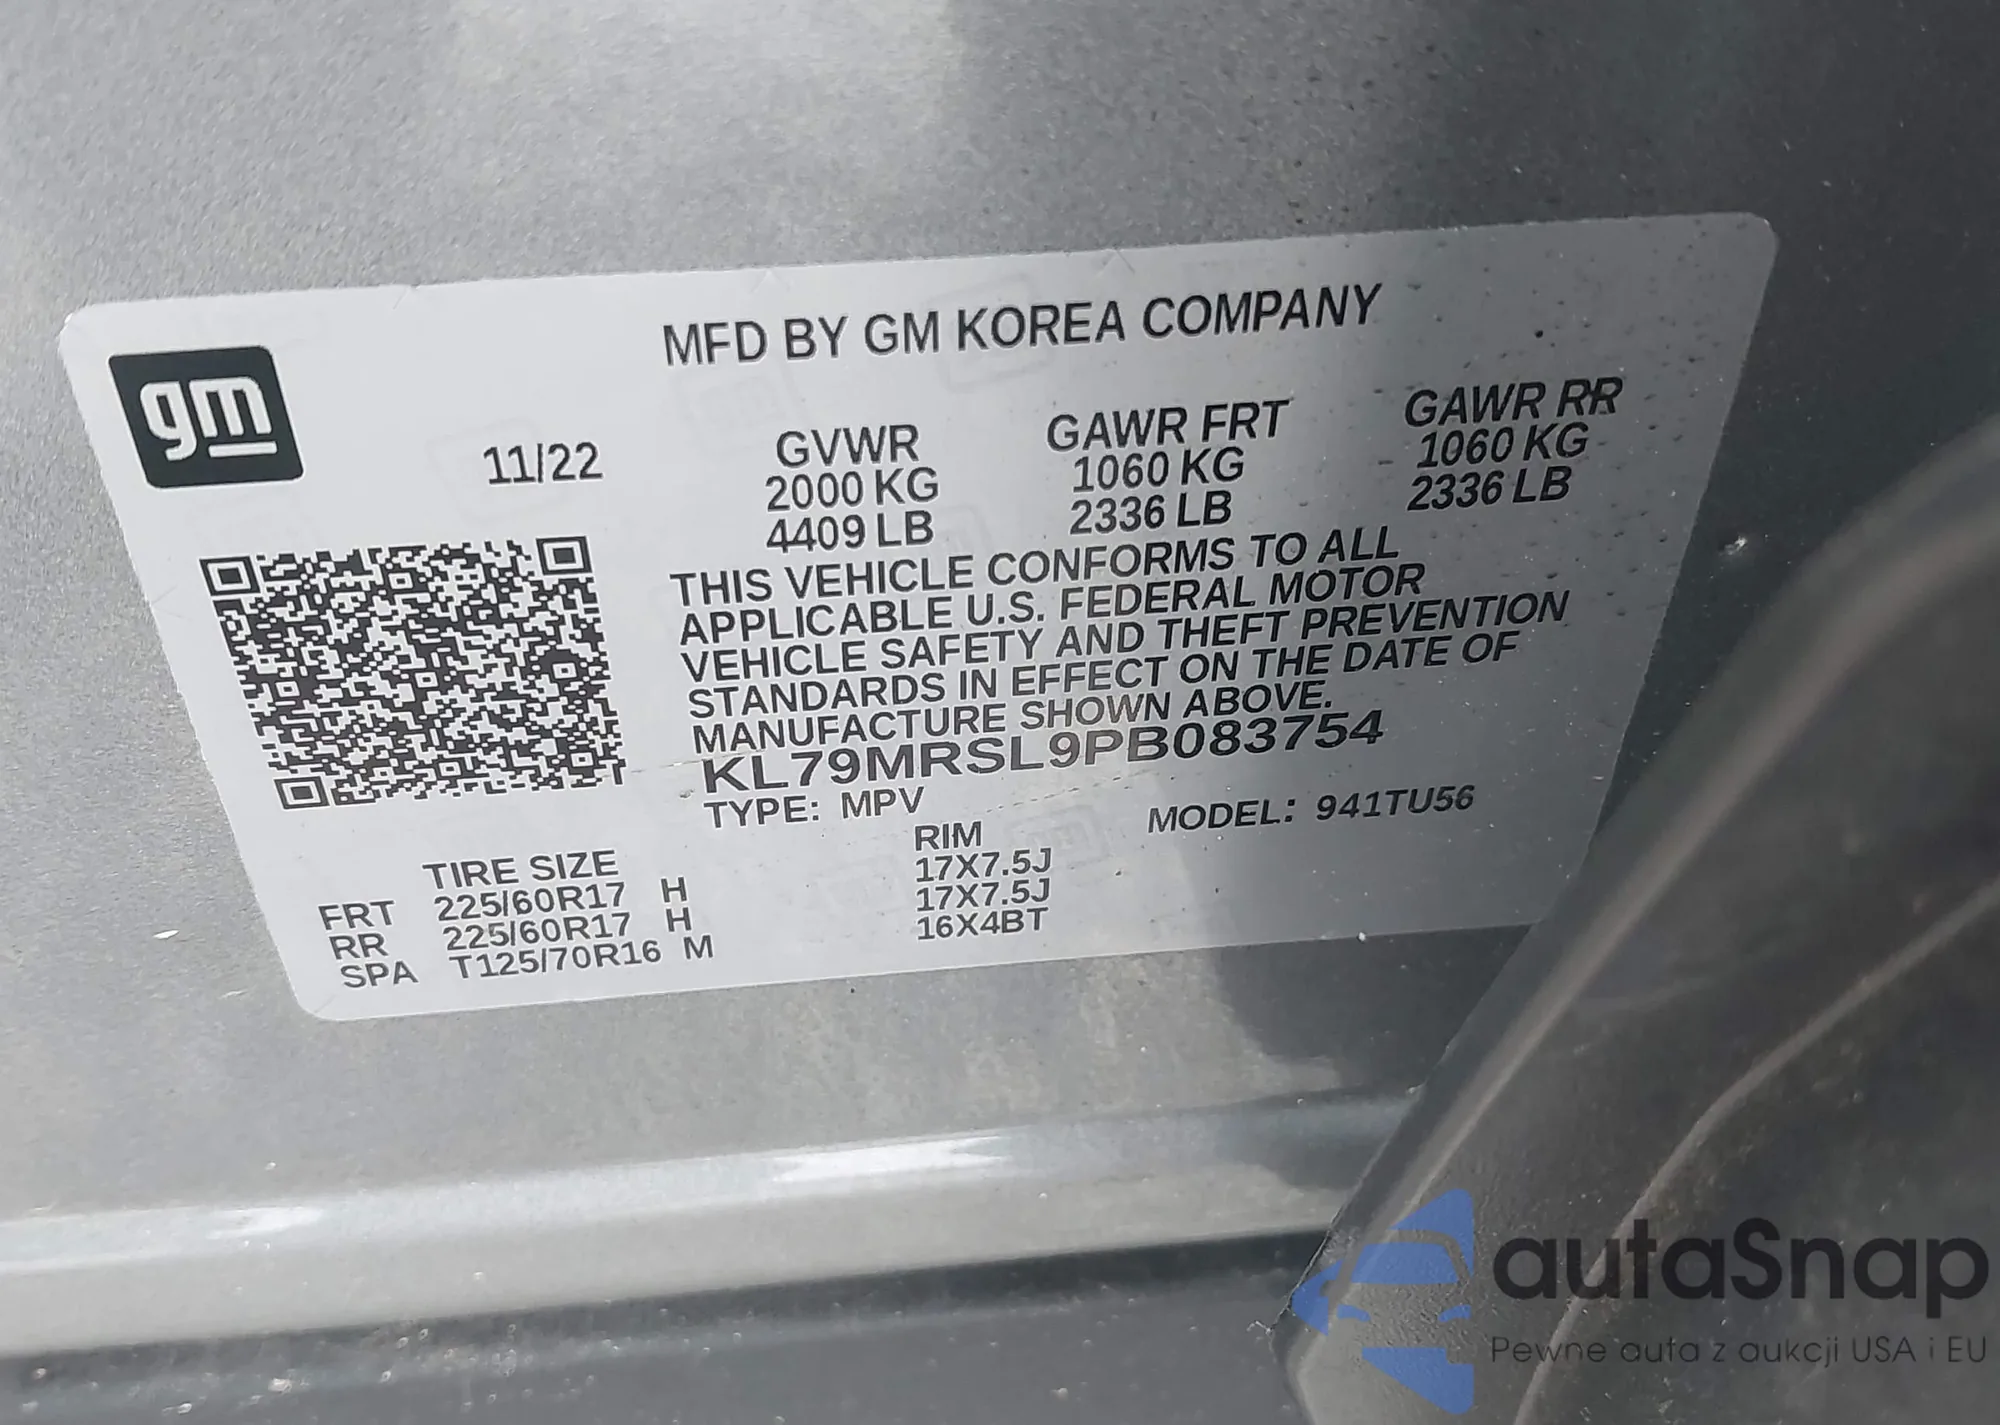 gm
MFD BY GM KOREA COMPANY
11/22
GVWR
2000 KG
4409 LB
GAWR FRT
1060 KG
2336 LB
GAWR RR
1060 KG
2336 LB
THIS VEHICLE CONFORMS TO ALL
APPLICABLE U.S. FEDERAL MOTOR
VEHICLE SAFETY AND THEFT PREVENTION
STANDARDS IN EFFECT ON THE DATE OF
MANUFACTURE SHOWN ABOVE.
KL79MRSL9PB083754
TYPE: MPV
MODEL: 941TU56
TIRE SIZE RIM
FRT 225/60R17 H 17X7.5J
RR 225/60R17 H 17X7.5J
SPA T125/70R16 M 16X4BT
autaSnap
Pewne auta z aukcji USA i EU